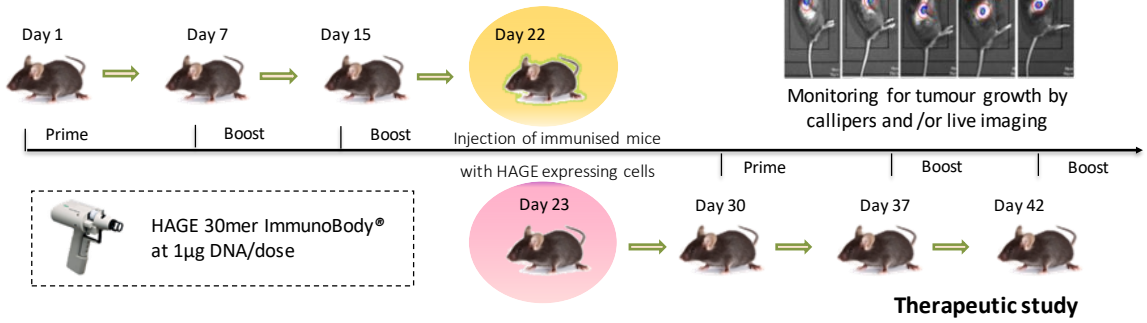 Day 1
Day 7
Day 15
Day 22
Monitoring for tumour growth by
callipers and /or live imaging
Prime
Boost
Boost
Injection of immunised mice
with HAGE expressing cells
Prime
Boost
Boost
HAGE 30mer ImmunoBody®
at 1µg DNA/dose
Day 23
Day 30
Day 37
Day 42
Therapeutic study